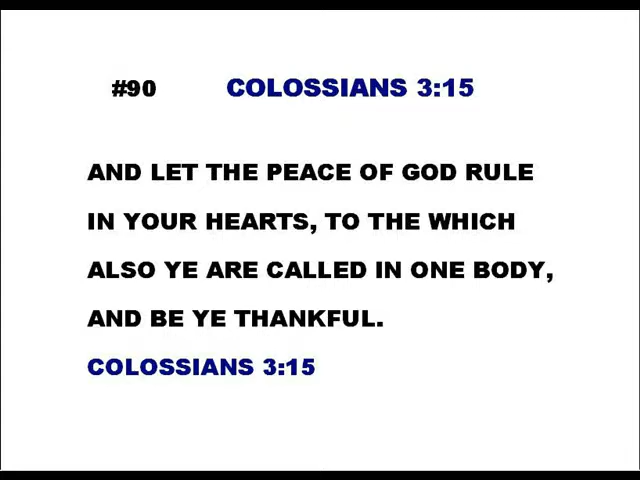 #90 COLOSSIANS 3:15
AND LET THE PEACE OF GOD RULE
IN YOUR HEARTS, TO THE WHICH
ALSO YE ARE CALLED IN ONE BODY,
AND BE YE THANKFUL.
COLOSSIANS 3:15